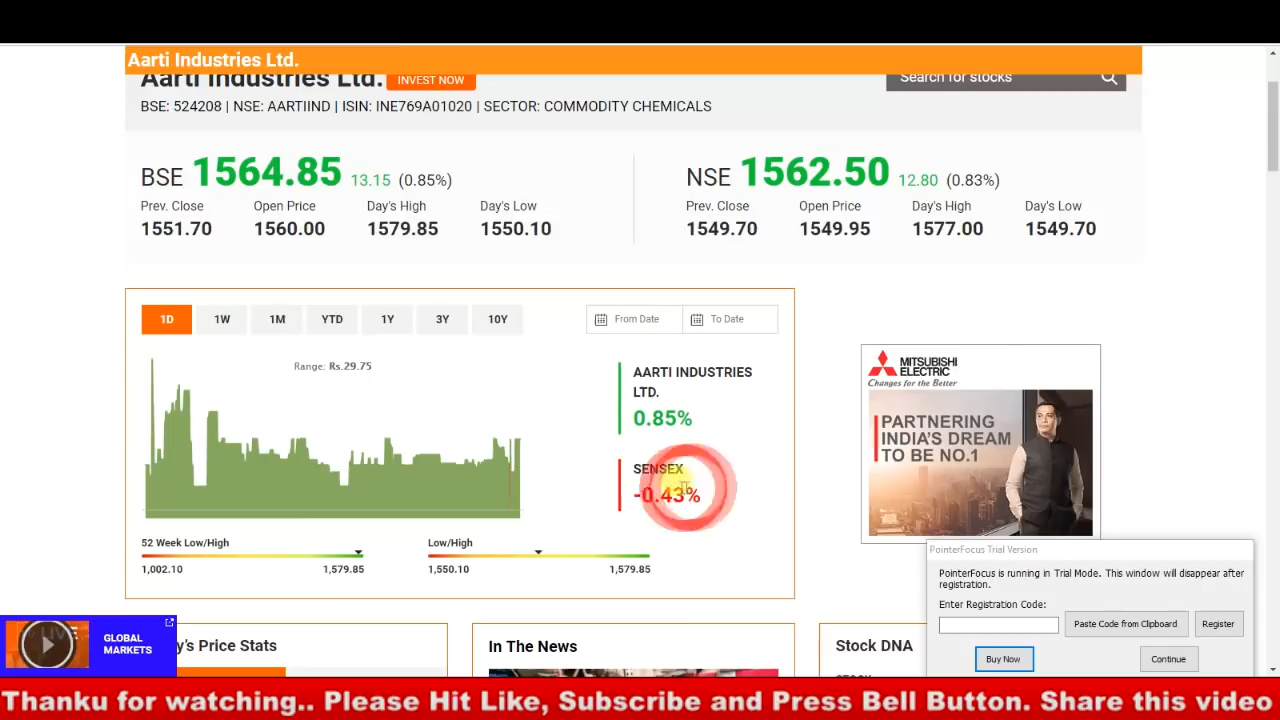 Aarti Industries Ltd.
Aarti Industries Ltd. INVEST NOW
Search for stocks
BSE: 524208 | NSE: AARTIIND | ISIN: INE769A01020 | SECTOR: COMMODITY CHEMICALS
BSE 1564.85 13.15 (0.85%)
Prev. Close Open Price Day's High Day's Low
1551.70 1560.00 1579.85 1550.10
NSE 1562.50 12.80 (0.83%)
Prev. Close Open Price Day's High Day's Low
1549.70 1549.95 1577.00 1549.70
1D 1W 1M YTD 1Y 3Y 10Y From Date To Date
Range: Rs.29.75
AARTI INDUSTRIES
LTD.
0.85%
SENSEX
-0.43%
52 Week Low/High
1,002.10 1,579.85
Low/High
1,550.10 1,579.85
MITSUBISHI
ELECTRIC
Changes for the Better
PARTNERING
INDIA'S DREAM
TO BE NO.1
PointerFocus Trial Version
PointerFocus is running in Trial Mode. This window will disappear after
registration.
Enter Registration Code:
Paste Code from Clipboard Register
Buy Now Continue
GLOBAL
MARKETS
y's Price Stats
In The News
Stock DNA
Thanku for watching.. Please Hit Like, Subscribe and Press Bell Button. Share this video